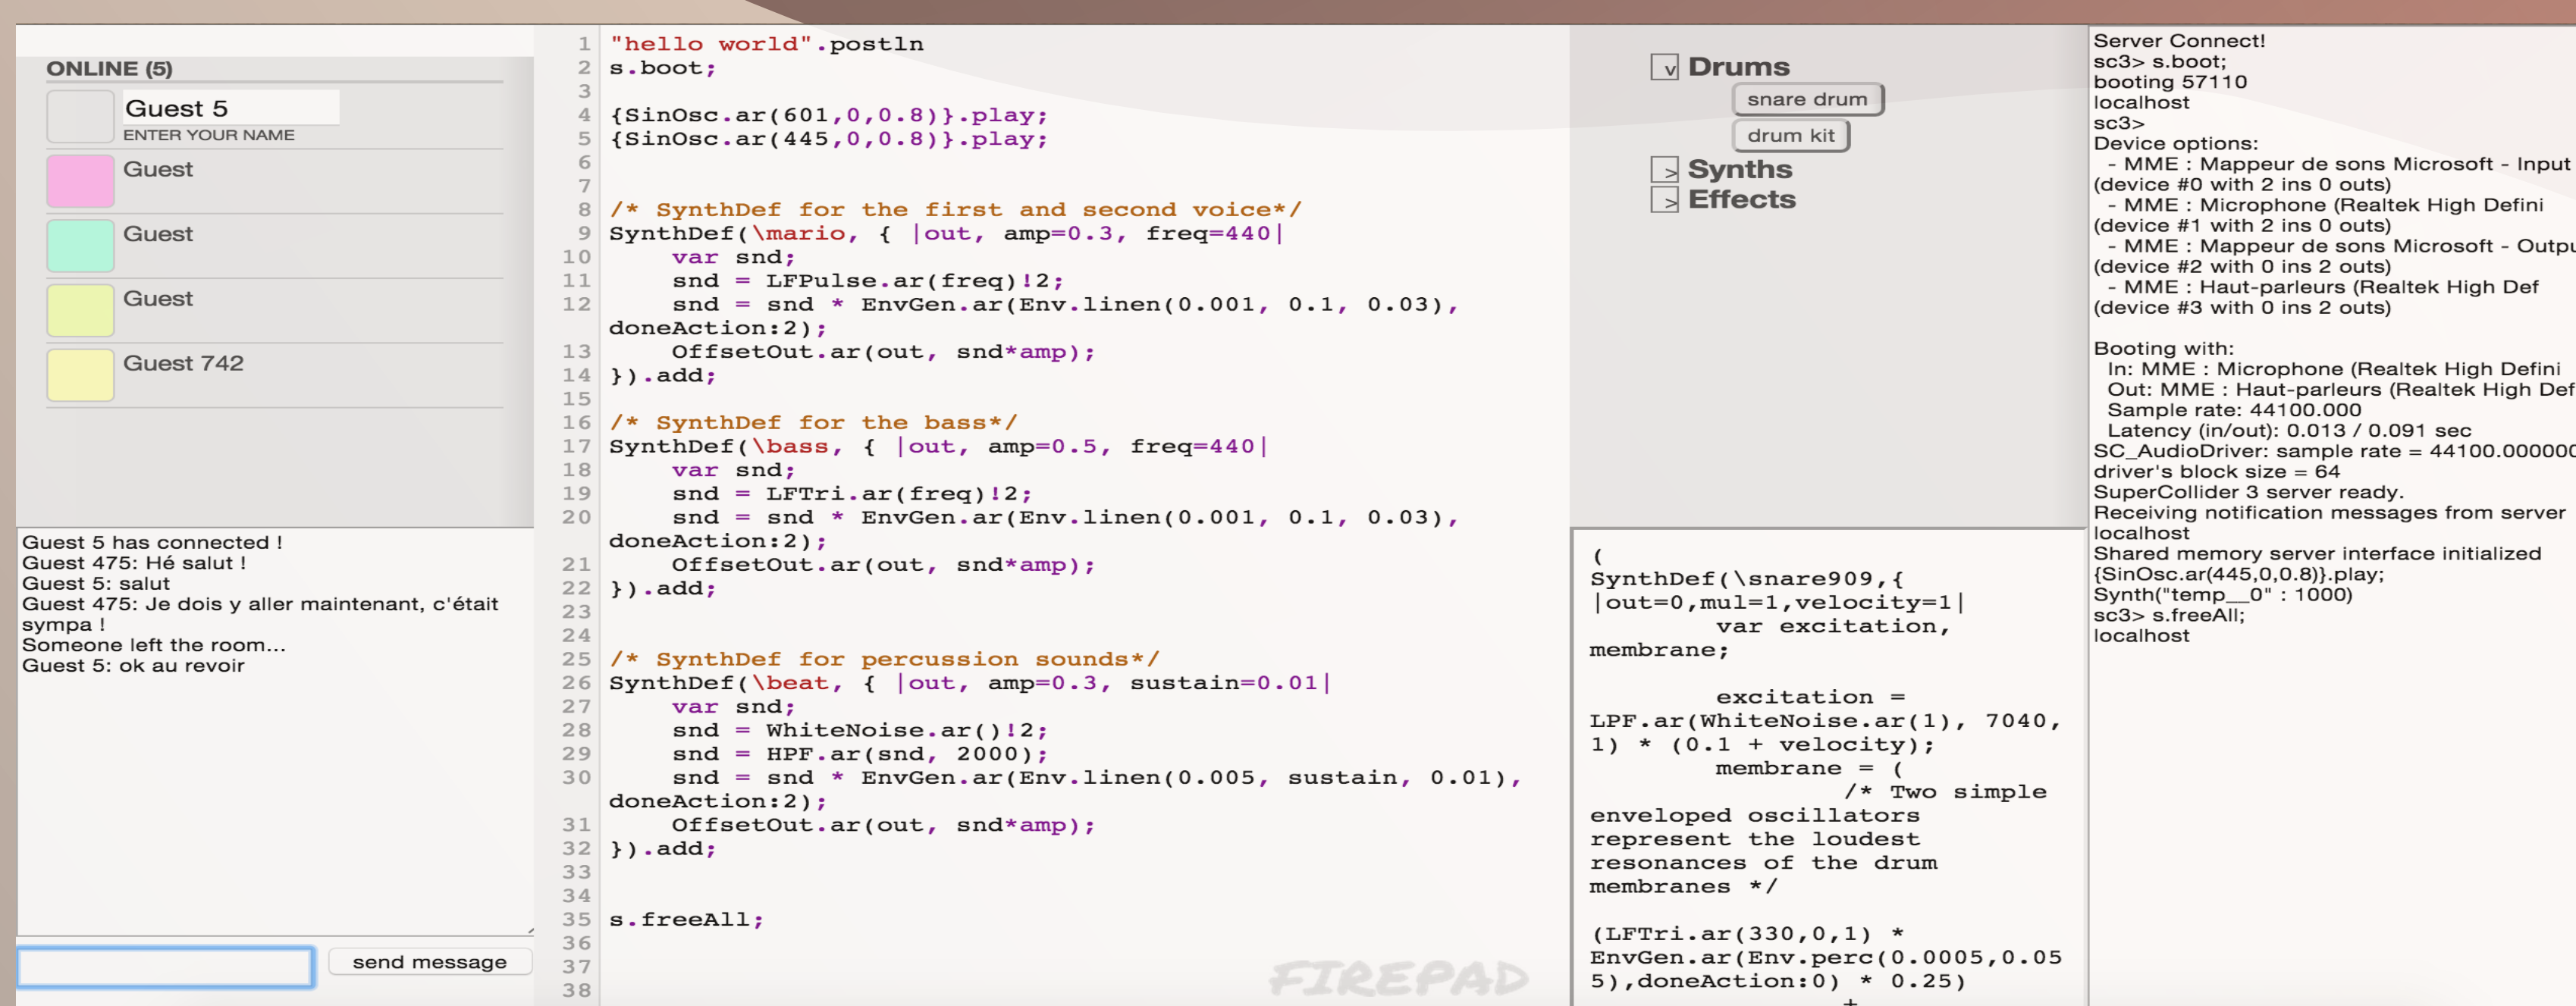 ONLINE (5)
Guest 5
ENTER YOUR NAME
Guest
Guest
Guest
Guest 742
Guest 5 has connected !
Guest 475: Hé salut !
Guest 5: salut
Guest 475: Je dois y aller maintenant, c'était
sympa !
Someone left the room...
Guest 5: ok au revoir
send message
1 "hello world".postln
2 s.boot;
3
4 {SinOsc.ar(601,0,0.8)}.play;
5 {SinOsc.ar(445,0,0.8)}.play;
6
7
8 /* SynthDef for the first and second voice*/
9 SynthDef(\mario, { |out, amp=0.3, freq=440|
10 var snd;
11 snd = LFPulse.ar(freq)!2;
12 snd = snd * EnvGen.ar(Env.linen(0.001, 0.1, 0.03),
doneAction:2);
13 OffsetOut.ar(out, snd*amp);
14 }).add;
15
16 /* SynthDef for the bass*/
17 SynthDef(\bass, { |out, amp=0.5, freq=440|
18 var snd;
19 snd = LFTri.ar(freq)!2;
20 snd = snd * EnvGen.ar(Env.linen(0.001, 0.1, 0.03),
doneAction:2);
21 OffsetOut.ar(out, snd*amp);
22 }).add;
23
24
25 /* SynthDef for percussion sounds*/
26 SynthDef(\beat, { |out, amp=0.3, sustain=0.01|
27 var snd;
28 snd = WhiteNoise.ar()!2;
29 snd = HPF.ar(snd, 2000);
30 snd = snd * EnvGen.ar(Env.linen(0.005, sustain, 0.01),
doneAction:2);
31 OffsetOut.ar(out, snd*amp);
32 }).add;
33
34
35 s.freeAll;
36
37
38
FIREPAD
v Drums
snare drum
drum kit
> Synths
> Effects
(
SynthDef(\snare909,{
|out=0,mul=1,velocity=1|
var excitation,
membrane;
excitation =
LPF.ar(WhiteNoise.ar(1), 7040,
1) * (0.1 + velocity);
membrane = (
/* Two simple
enveloped oscillators
represent the loudest
resonances of the drum
membranes */
(LFTri.ar(330,0,1) *
EnvGen.ar(Env.perc(0.0005,0.05
5),doneAction:0) * 0.25)
+
Server Connect!
sc3> s.boot;
booting 57110
localhost
sc3>
Device options:
- MME : Mappeur de sons Microsoft - Input
(device #0 with 2 ins 0 outs)
- MME : Microphone (Realtek High Defini
(device #1 with 2 ins 0 outs)
- MME : Mappeur de sons Microsoft - Outpu
(device #2 with 0 ins 2 outs)
- MME : Haut-parleurs (Realtek High Def
(device #3 with 0 ins 2 outs)
Booting with:
In: MME : Microphone (Realtek High Defini
Out: MME : Haut-parleurs (Realtek High Def
Sample rate: 44100.000
Latency (in/out): 0.013 / 0.091 sec
SC_AudioDriver: sample rate = 44100.000000
driver's block size = 64
SuperCollider 3 server ready.
Receiving notification messages from server
localhost
Shared memory server interface initialized
{SinOsc.ar(445,0,0.8)}.play;
Synth("temp__0" : 1000)
sc3> s.freeAll;
localhost